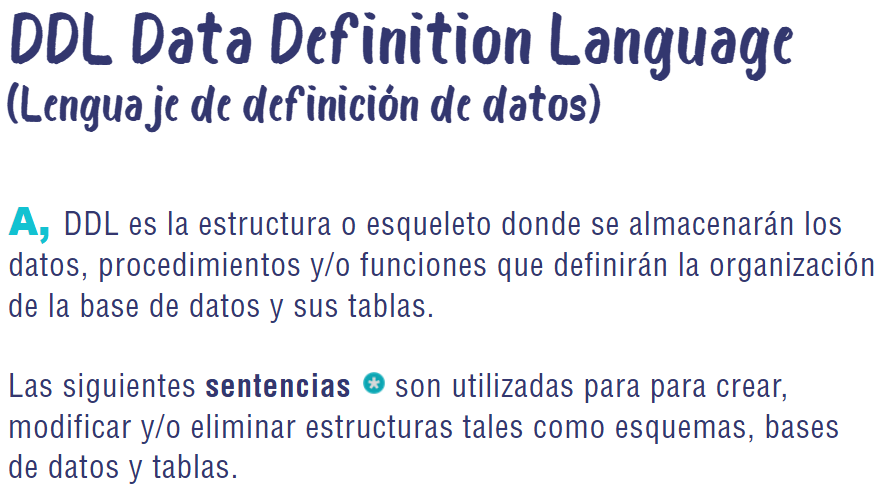 DDL Data Definition Language
(Lenguaje de definición de datos)
A, DDL es la estructura o esqueleto donde se almacenarán los
datos, procedimientos y/o funciones que definirán la organización
de la base de datos y sus tablas.
Las siguientes sentencias * son utilizadas para para crear,
modificar y/o eliminar estructuras tales como esquemas, bases
de datos y tablas.